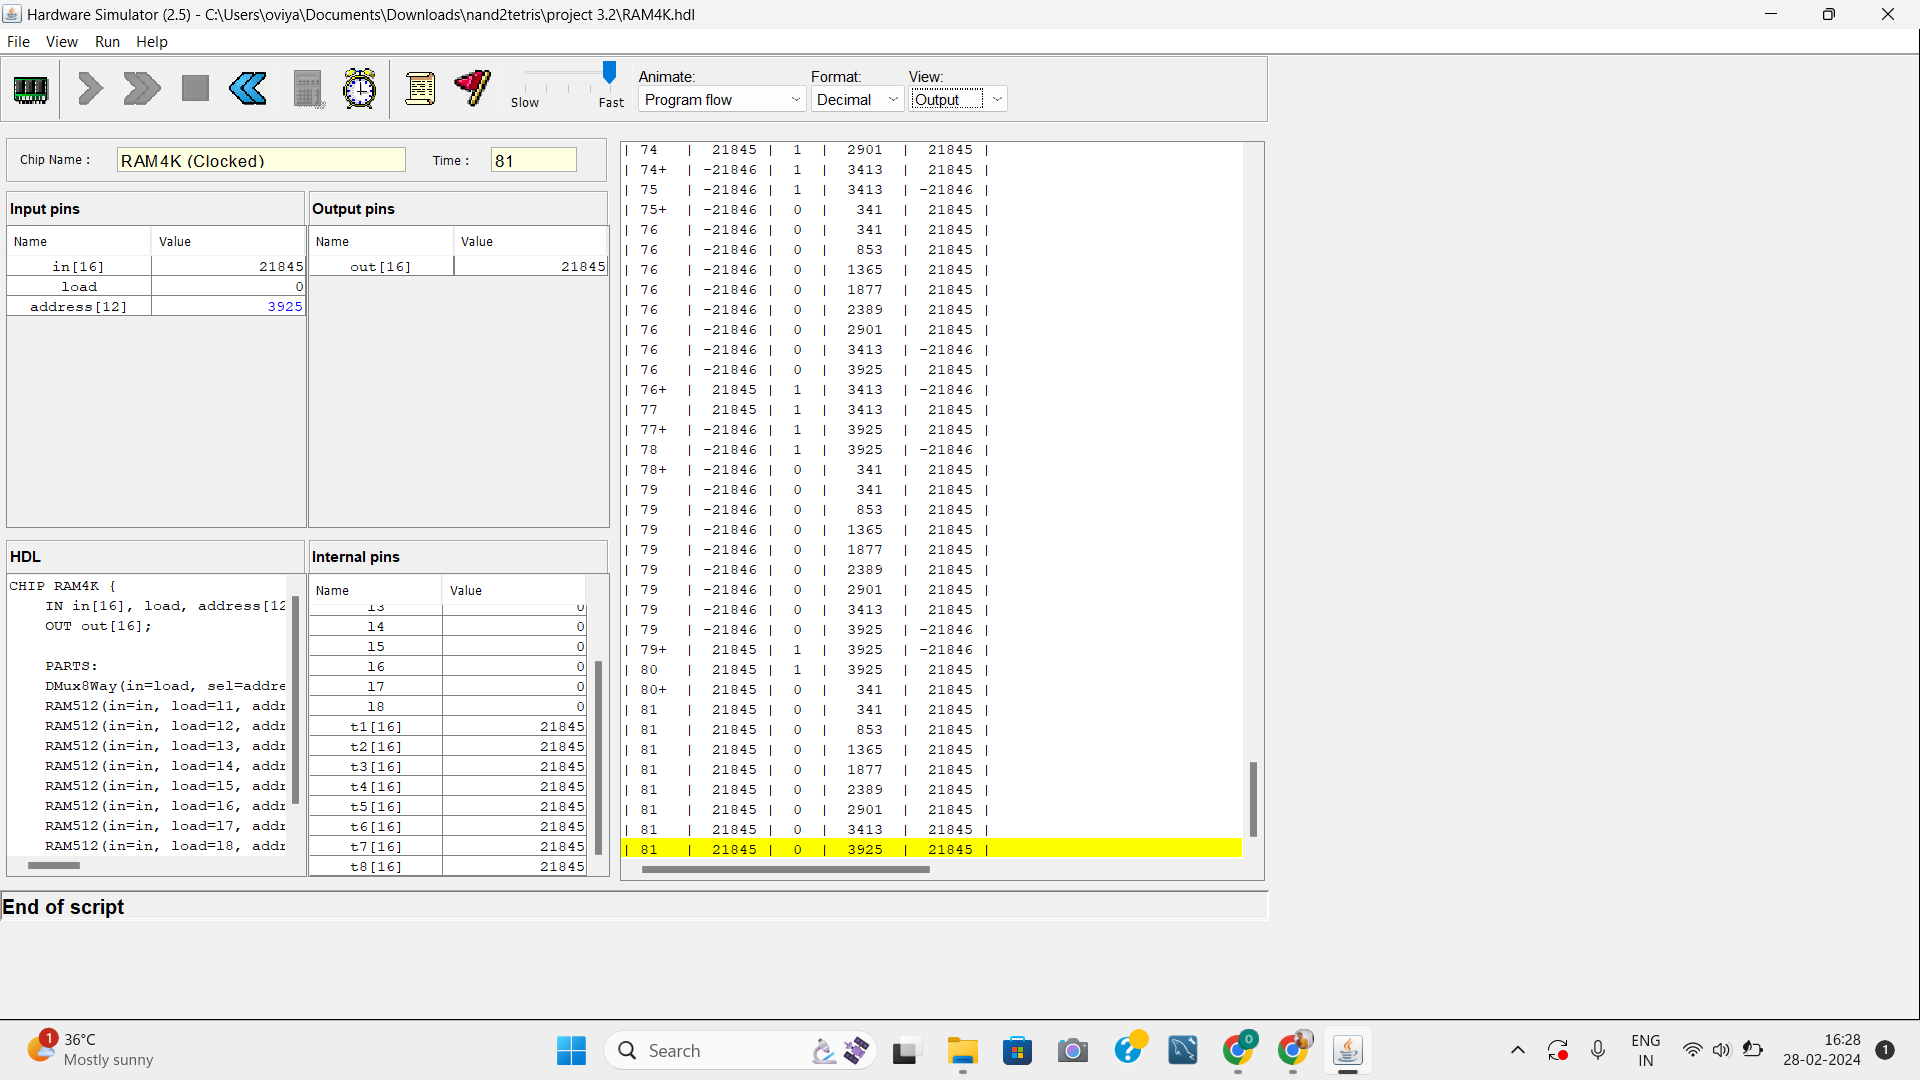 Hardware Simulator (2.5) - C:\Users\oviya\Documents\Downloads\nand2tetris\project 3.2\RAM4K.hdl
File View Run Help
Slow Fast
Animate: Format: View:
Program flow Decimal Output
Chip Name : RAM4K (Clocked) Time : 81
Input pins
Name Value
in[16] 21845
load 0
address[12] 3925
Output pins
Name Value
out[16] 21845
HDL
CHIP RAM4K {
IN in[16], load, address[12
OUT out[16];
PARTS:
DMux8Way(in=load, sel=addre
RAM512(in=in, load=l1, addr
RAM512(in=in, load=l2, addr
RAM512(in=in, load=l3, addr
RAM512(in=in, load=l4, addr
RAM512(in=in, load=l5, addr
RAM512(in=in, load=l6, addr
RAM512(in=in, load=l7, addr
RAM512(in=in, load=l8, addr
Internal pins
Name Value
l3 0
l4 0
l5 0
l6 0
l7 0
l8 0
t1[16] 21845
t2[16] 21845
t3[16] 21845
t4[16] 21845
t5[16] 21845
t6[16] 21845
t7[16] 21845
t8[16] 21845
| 74 | 21845 | 1 | 2901 | 21845 |
| 74+ | -21846 | 1 | 3413 | 21845 |
| 75 | -21846 | 1 | 3413 | -21846 |
| 75+ | -21846 | 0 | 341 | 21845 |
| 76 | -21846 | 0 | 341 | 21845 |
| 76 | -21846 | 0 | 853 | 21845 |
| 76 | -21846 | 0 | 1365 | 21845 |
| 76 | -21846 | 0 | 1877 | 21845 |
| 76 | -21846 | 0 | 2389 | 21845 |
| 76 | -21846 | 0 | 2901 | 21845 |
| 76 | -21846 | 0 | 3413 | -21846 |
| 76 | -21846 | 0 | 3925 | 21845 |
| 76+ | 21845 | 1 | 3413 | -21846 |
| 77 | 21845 | 1 | 3413 | 21845 |
| 77+ | -21846 | 1 | 3925 | 21845 |
| 78 | -21846 | 1 | 3925 | -21846 |
| 78+ | -21846 | 0 | 341 | 21845 |
| 79 | -21846 | 0 | 341 | 21845 |
| 79 | -21846 | 0 | 853 | 21845 |
| 79 | -21846 | 0 | 1365 | 21845 |
| 79 | -21846 | 0 | 1877 | 21845 |
| 79 | -21846 | 0 | 2389 | 21845 |
| 79 | -21846 | 0 | 2901 | 21845 |
| 79 | -21846 | 0 | 3413 | 21845 |
| 79 | -21846 | 0 | 3925 | -21846 |
| 79+ | 21845 | 1 | 3925 | -21846 |
| 80 | 21845 | 1 | 3925 | 21845 |
| 80+ | 21845 | 0 | 341 | 21845 |
| 81 | 21845 | 0 | 341 | 21845 |
| 81 | 21845 | 0 | 853 | 21845 |
| 81 | 21845 | 0 | 1365 | 21845 |
| 81 | 21845 | 0 | 1877 | 21845 |
| 81 | 21845 | 0 | 2389 | 21845 |
| 81 | 21845 | 0 | 2901 | 21845 |
| 81 | 21845 | 0 | 3413 | 21845 |
| 81 | 21845 | 0 | 3925 | 21845 |
End of script
1
36°C
Mostly sunny
Search
O
ENG
IN
16:28
28-02-2024
1